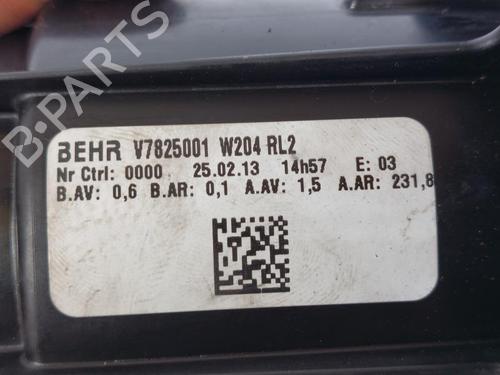 BEHR V7825001 W204 RL2
Nr Ctrl: 0000 25.02.13 14h57 E: 03
B.AV: 0,6 B.AR: 0,1 A.AV: 1,5 A.AR: 231,8
B-PARTS